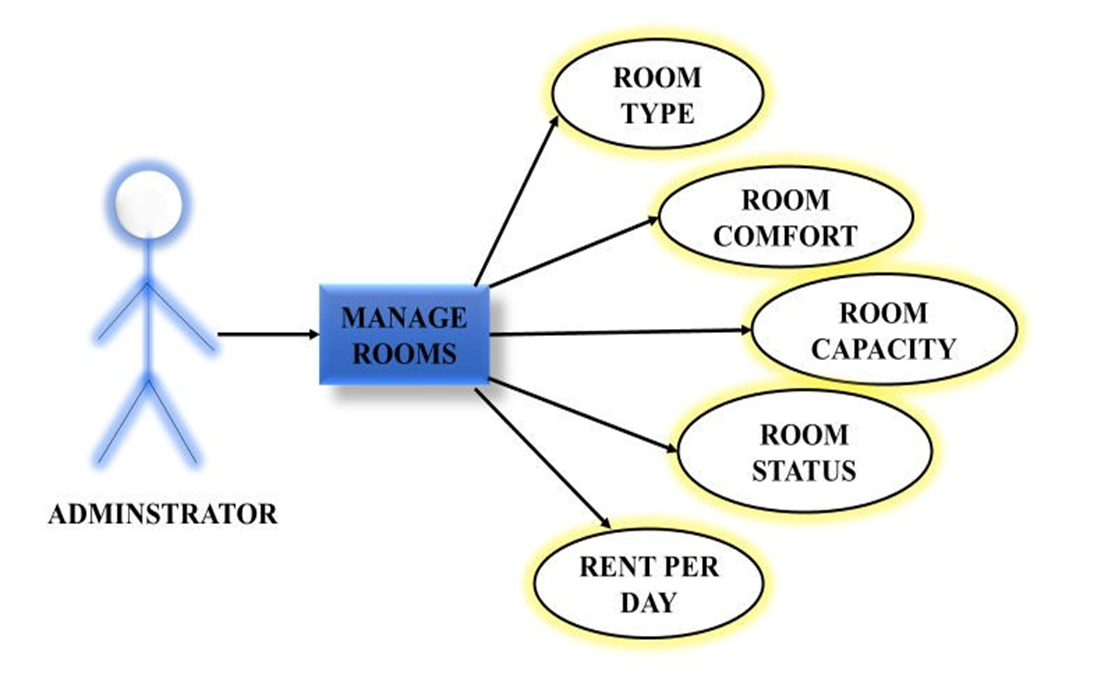 ROOM
TYPE
ROOM
COMFORT
MANAGE
ROOMS
ROOM
CAPACITY
ROOM
STATUS
ADMINSTRATOR
RENT PER
DAY